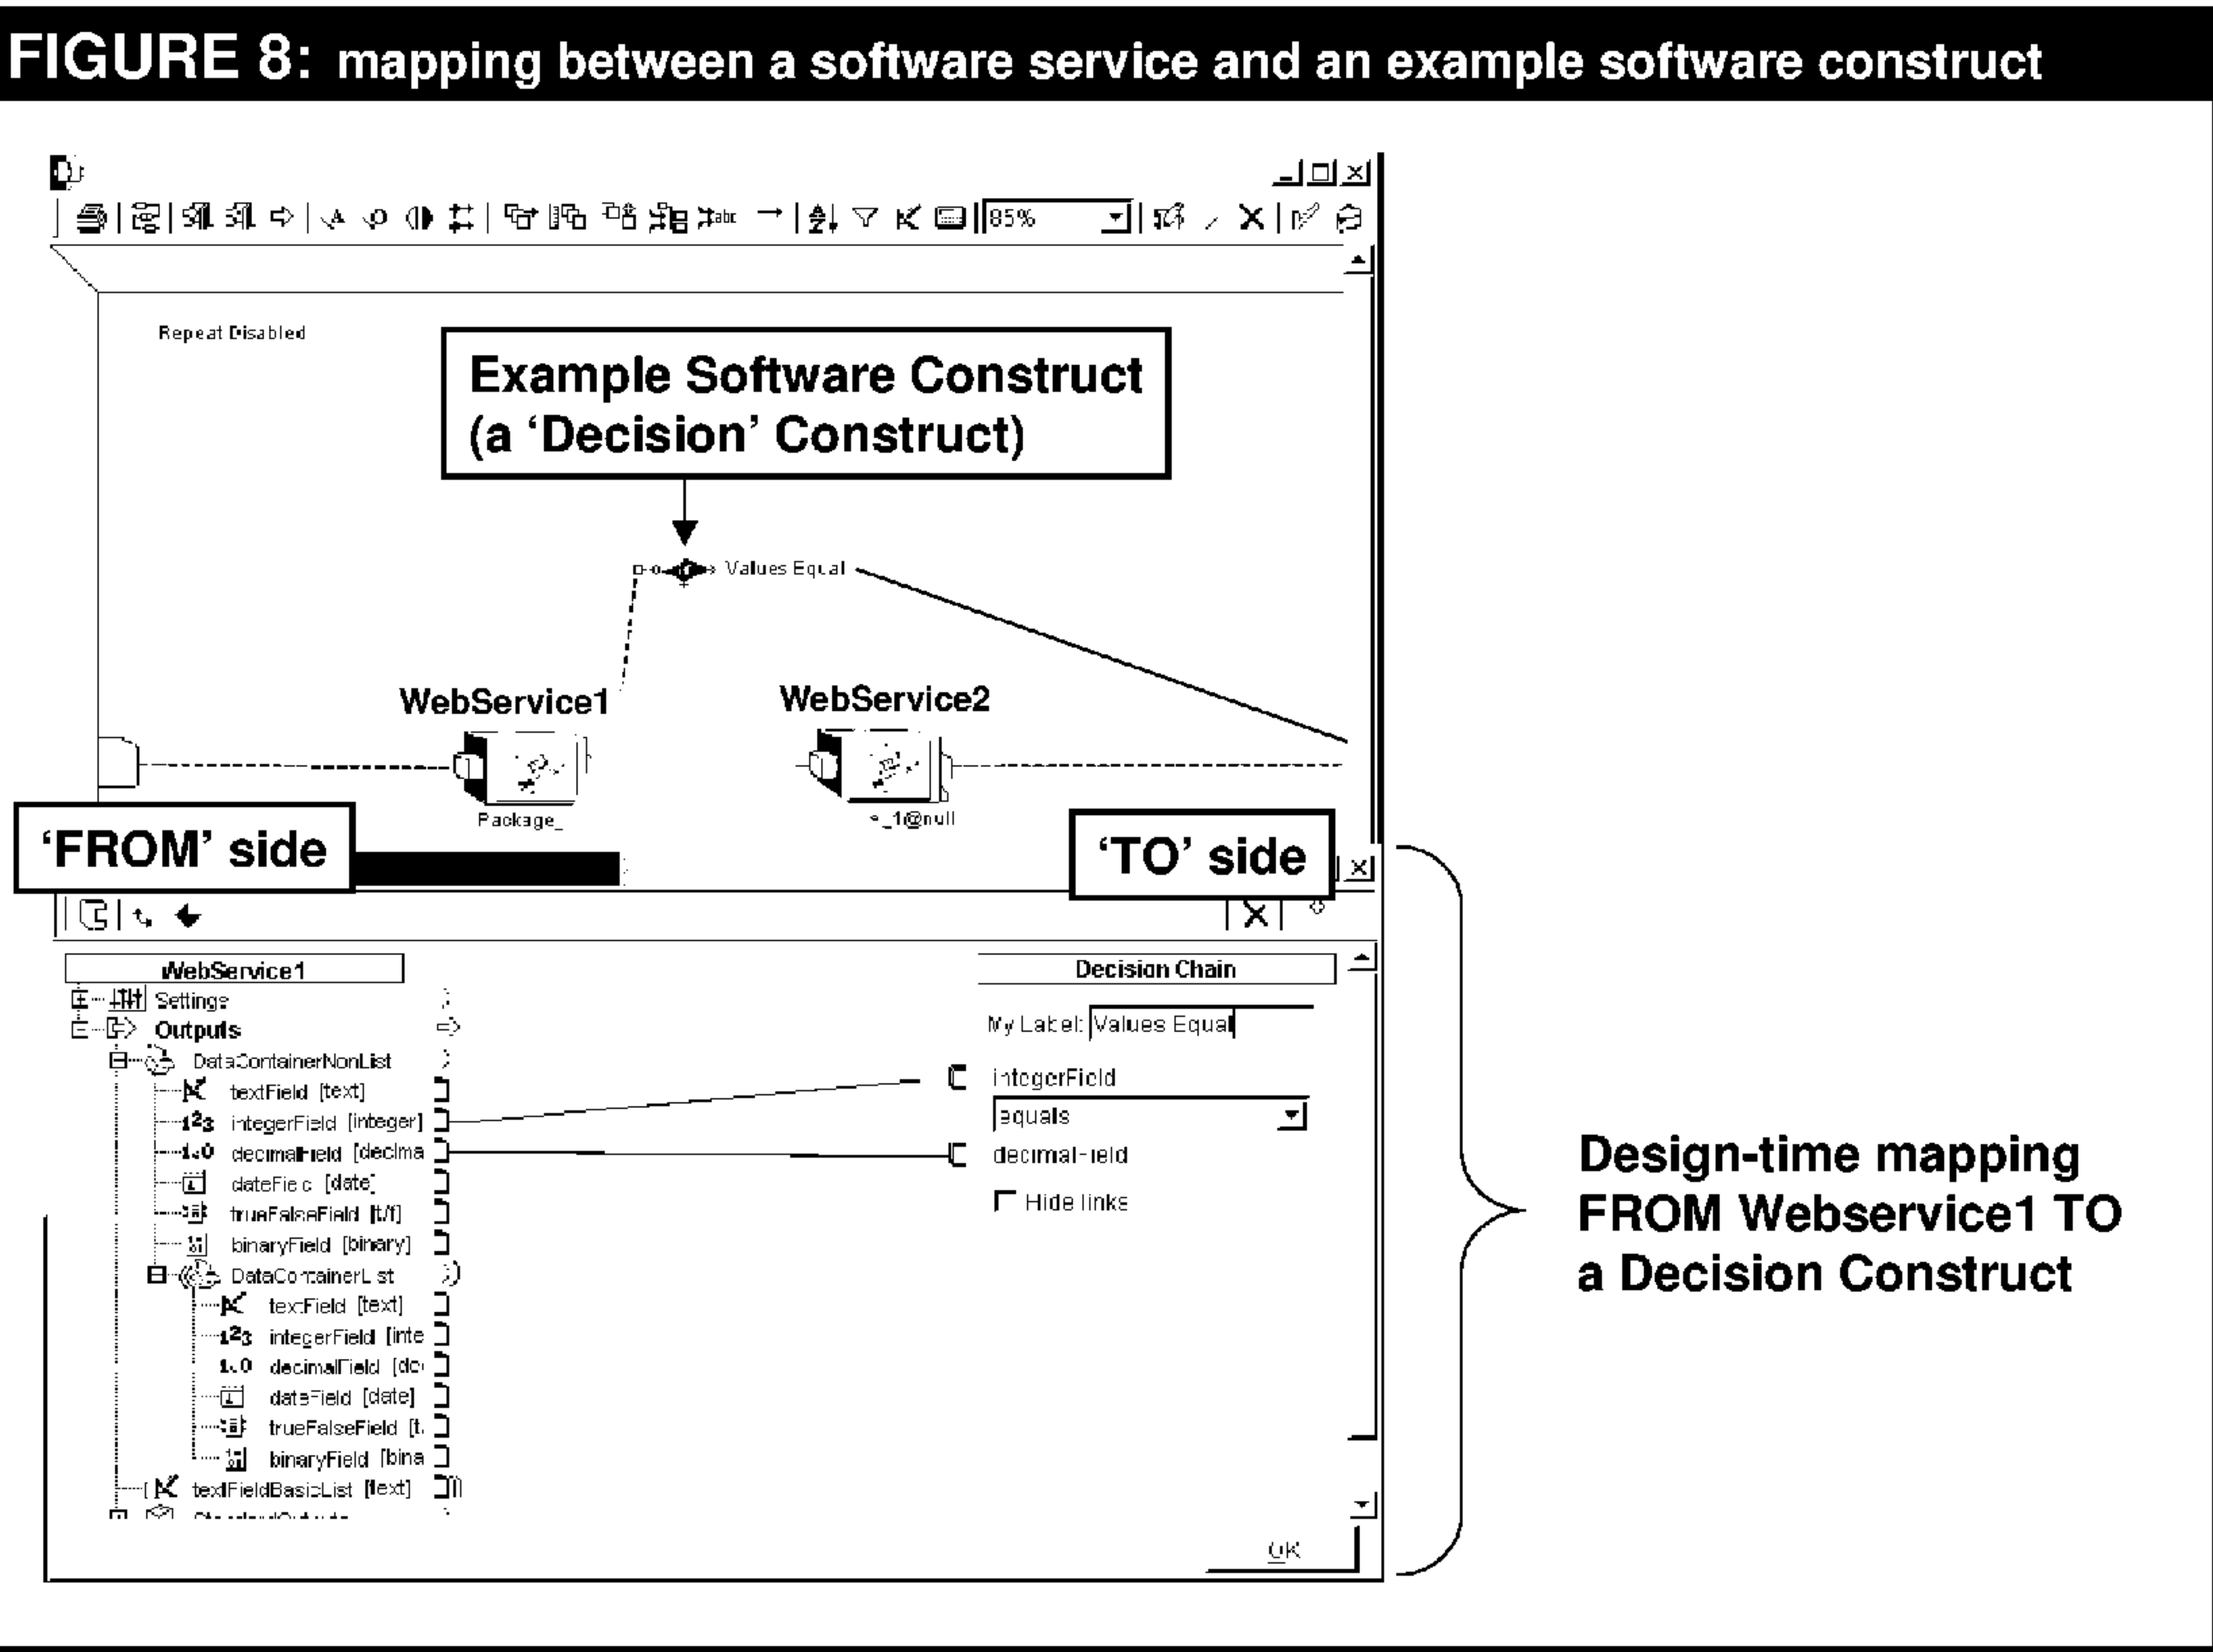 FIGURE 8: mapping between a software service and an example software construct
85%
Repeat Disabled
Example Software Construct
(a ‘Decision’ Construct)
Values Equal
WebService1
WebService2
Package_
_1@null
‘FROM’ side
‘TO’ side
WebService1
Decision Chain
Settings
My Label: Values Equal
Outputs
DataContainerNonList
textField [text]
integerField
integerField [integer]
equals
decimalField [decima
decimalField
dateField [date]
Hide links
trueFalseField [t/f]
binaryField [binary]
DataContainerList
textField [text]
integerField [inte
decimalField [de
dateField [date]
trueFalseField [t
binaryField [bina
textFieldBasicList [text]
OK
Design-time mapping
FROM Webservice1 TO
a Decision Construct